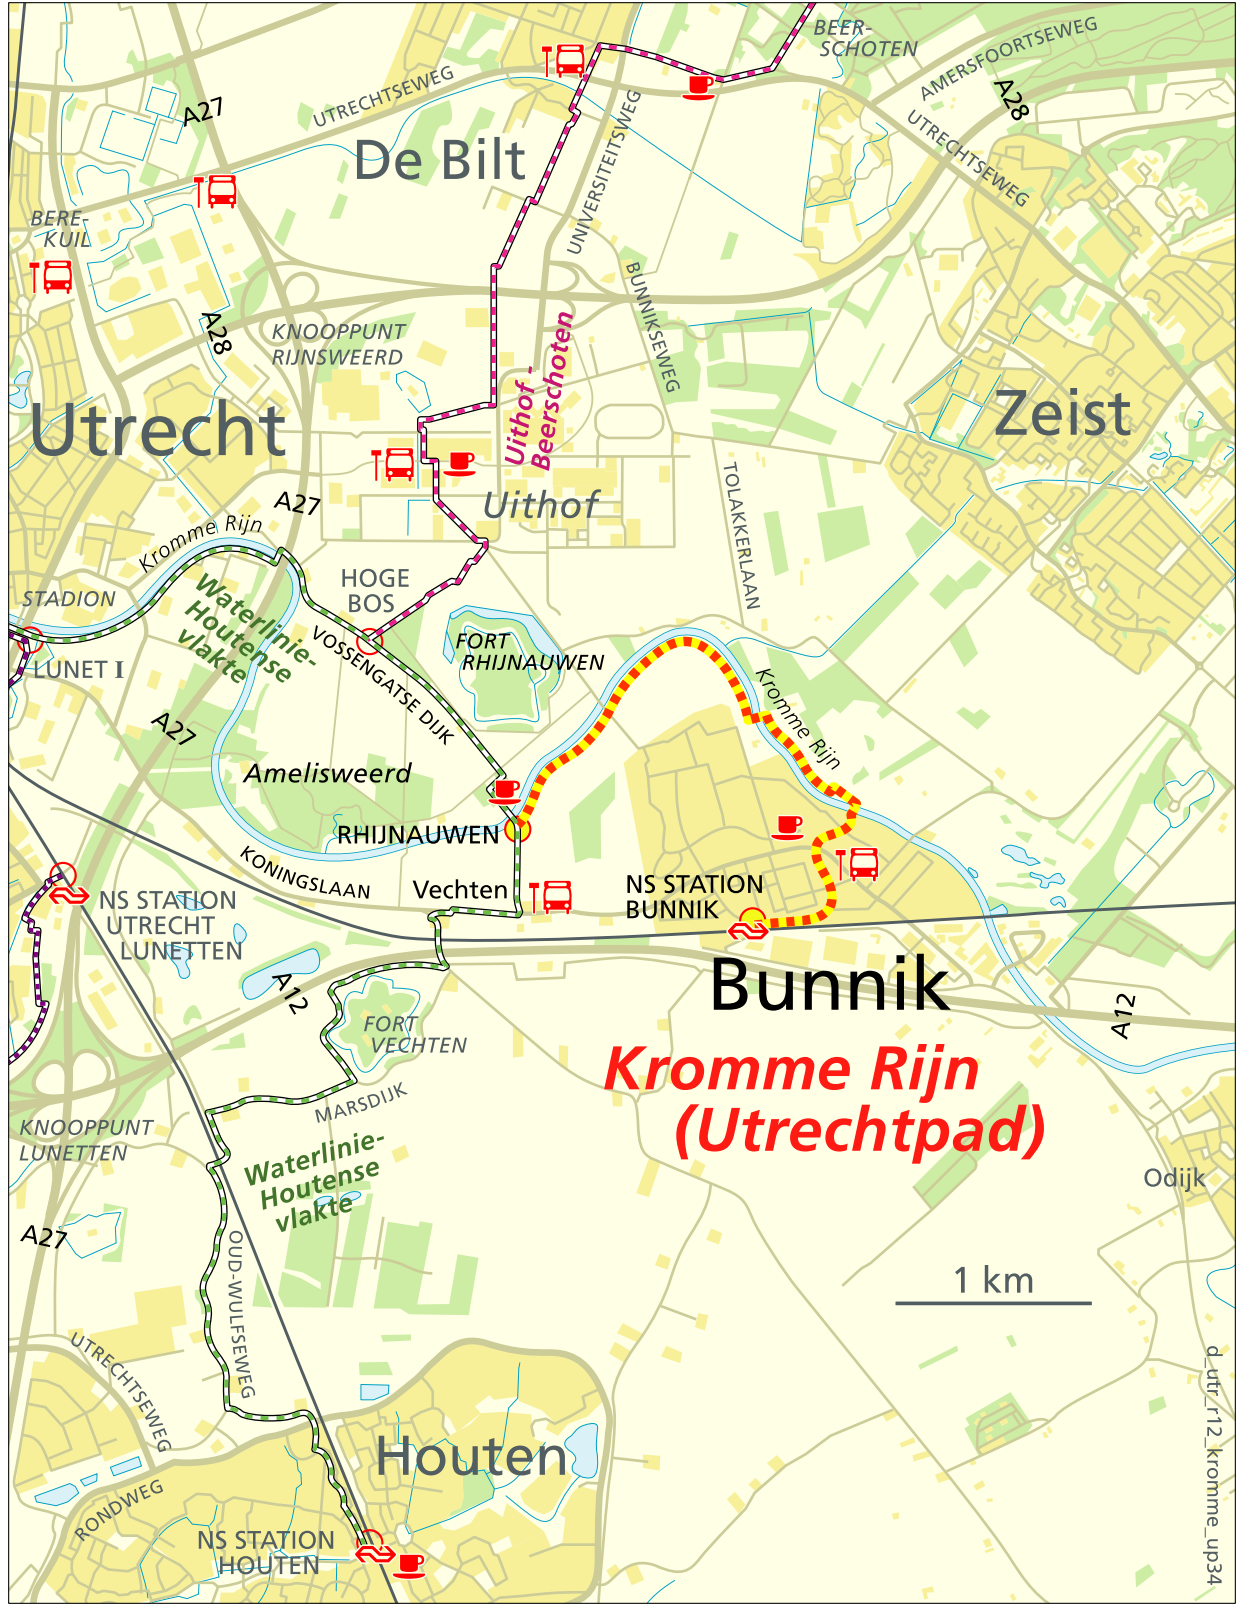 BEER-
SCHOTEN
AMERSFOORTSEWEG
A28
UTRECHTSEWEG
A27
UTRECHTSEWEG
De Bilt
UNIVERSITEITSWEG
BERE-
KUIL
BUNNIKSEWEG
A28
KNOOPPUNT
RIJNSWEERD
Uithof -
Beerschoten
Utrecht
Zeist
A27
Uithof
TOLAKKERLAAN
Kromme Rijn
STADION
HOGE
BOS
Waterlinie-
Houtense
vlakte
LUNET I
VOSSENGATSE DIJK
FORT
RHIJNAUWEN
Kromme Rijn
A27
Amelisweerd
RHIJNAUWEN
KONINGSLAAN
Vechten
NS STATION
BUNNIK
NS STATION
UTRECHT
LUNETTEN
A12
Bunnik
A12
FORT
VECHTEN
Kromme Rijn
(Utrechtpad)
MARSDIJK
KNOOPPUNT
LUNETTEN
Waterlinie-
Houtense
vlakte
Odijk
A27
OUD-WULFSEWEG
1 km
UTRECHTSEWEG
d_utr_r12_kromme_up34
Houten
RONDWEG
NS STATION
HOUTEN